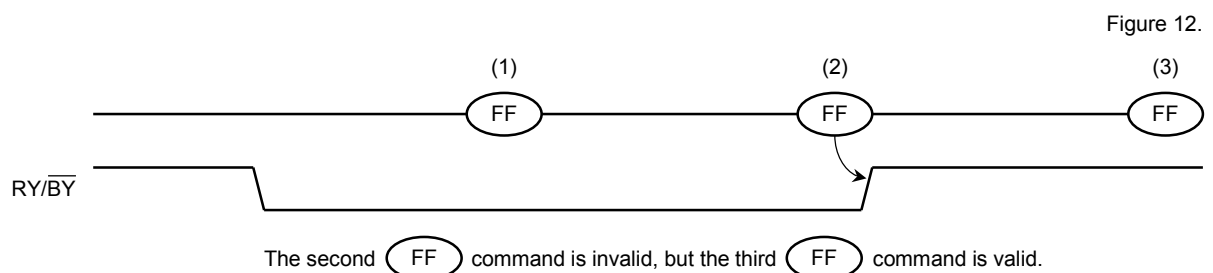 Figure 12.
(1) (2) (3)
FF FF FF
RY/B̅Y̅
The second FF command is invalid, but the third FF command is valid.